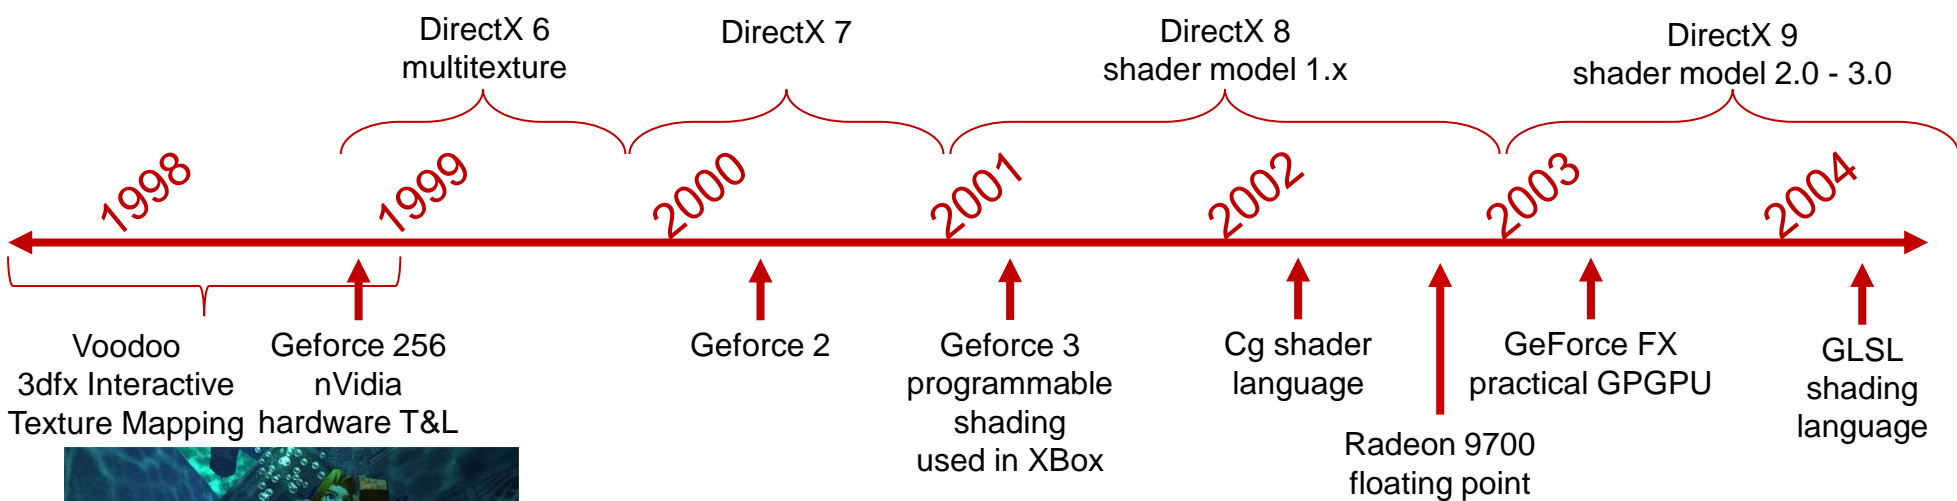 DirectX 6
multitexture
DirectX 7
DirectX 8
shader model 1.x
DirectX 9
shader model 2.0 - 3.0
1998
1999
2000
2001
2002
2003
2004
Voodoo
3dfx Interactive
Texture Mapping
Geforce 256
nVidia
hardware T&L
Geforce 2
Geforce 3
programmable
shading
used in XBox
Cg shader
language
Radeon 9700
floating point
GeForce FX
practical GPGPU
GLSL
shading
language